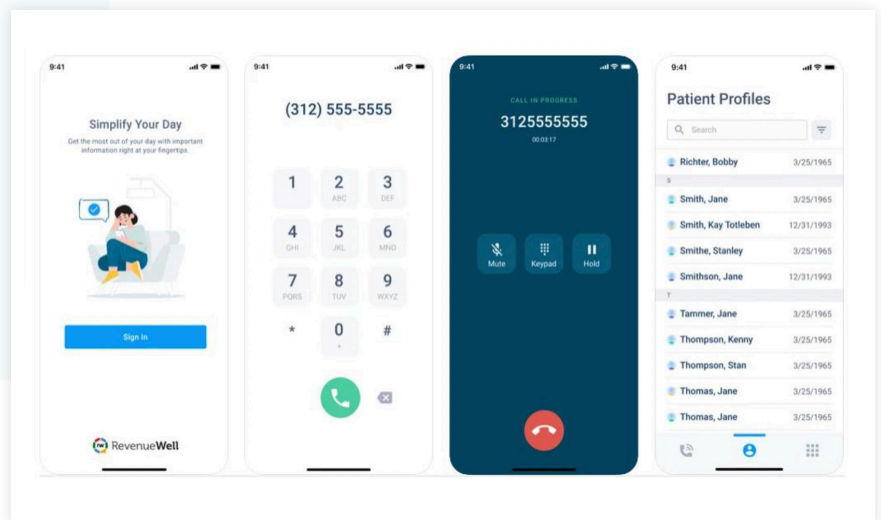 9:41
Simplify Your Day
Get the most out of your day with important
information right at your fingertips.
Sign In
rw RevenueWell
9:41
(312) 555-5555
1 2 3
ABC DEF
4 5 6
GHI JKL MNO
7 8 9
PQRS TUV WXYZ
* 0 #
+
9:41
CALL IN PROGRESS
3125555555
00:03:17
Mute Keypad Hold
9:41
Patient Profiles
Search
Richter, Bobby 3/25/1965
S
Smith, Jane 3/25/1965
Smith, Kay Totleben 12/31/1993
Smithe, Stanley 3/25/1965
Smithson, Jane 12/31/1993
T
Tammer, Jane 3/25/1965
Thompson, Kenny 3/25/1965
Thompson, Stan 3/25/1965
Thomas, Jane 3/25/1965
Thomas, Jane 3/25/1965